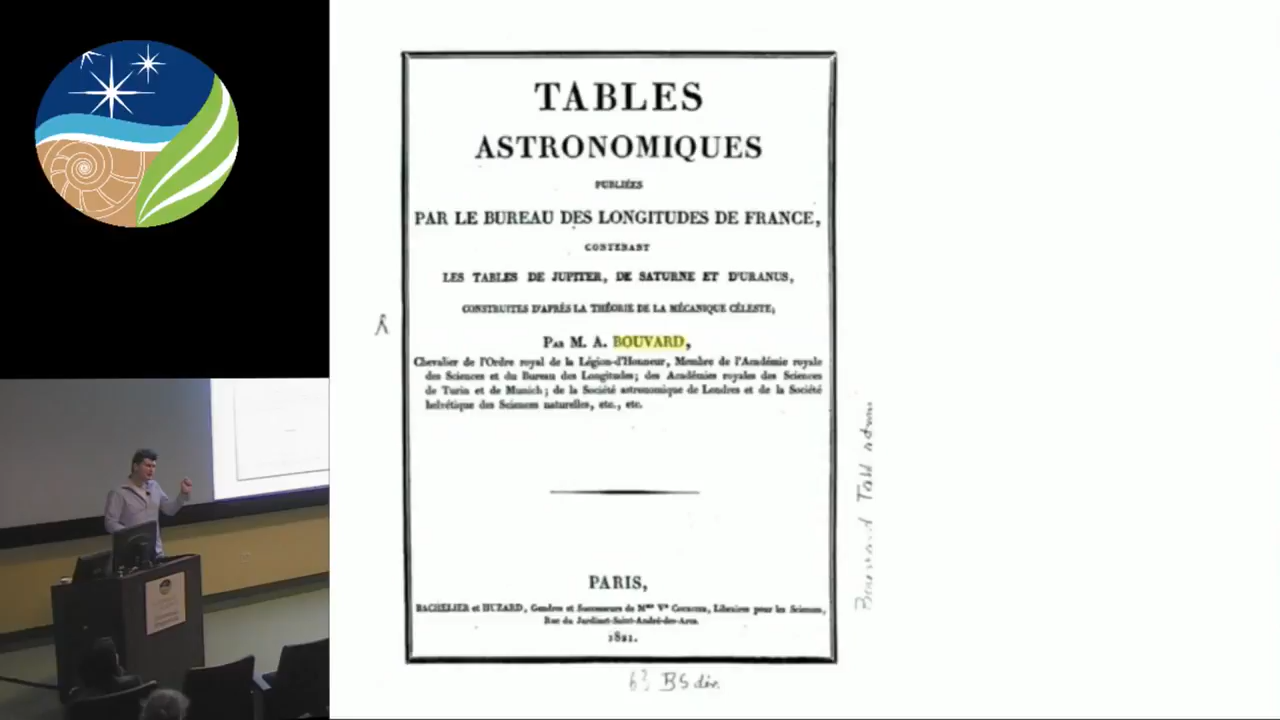 TABLES
ASTRONOMIQUES
PUBLIÉES
PAR LE BUREAU DES LONGITUDES DE FRANCE,
CONTENANT
LES TABLES DE JUPITER, DE SATURNE ET D'URANUS,
CONSTRUITES D'APRÈS LA THÉORIE DE LA MÉCANIQUE CÉLESTE;
PAR M. A. BOUVARD,
Chevalier de l'Ordre royal de la Légion-d'Honneur, Membre de l'Académie royale
des Sciences et du Bureau des Longitudes; des Académies royales des Sciences
de Turin et de Munich; de la Société astronomique de Londres et de la Société
helvétique des Sciences naturelles, etc., etc.
PARIS,
BACHELIER et HUZARD, Gendres et Successeurs de Mme Ve COURCIER, Libraires pour les Sciences,
Rue du Jardinet-Saint-André-des-Arcs.
1821.